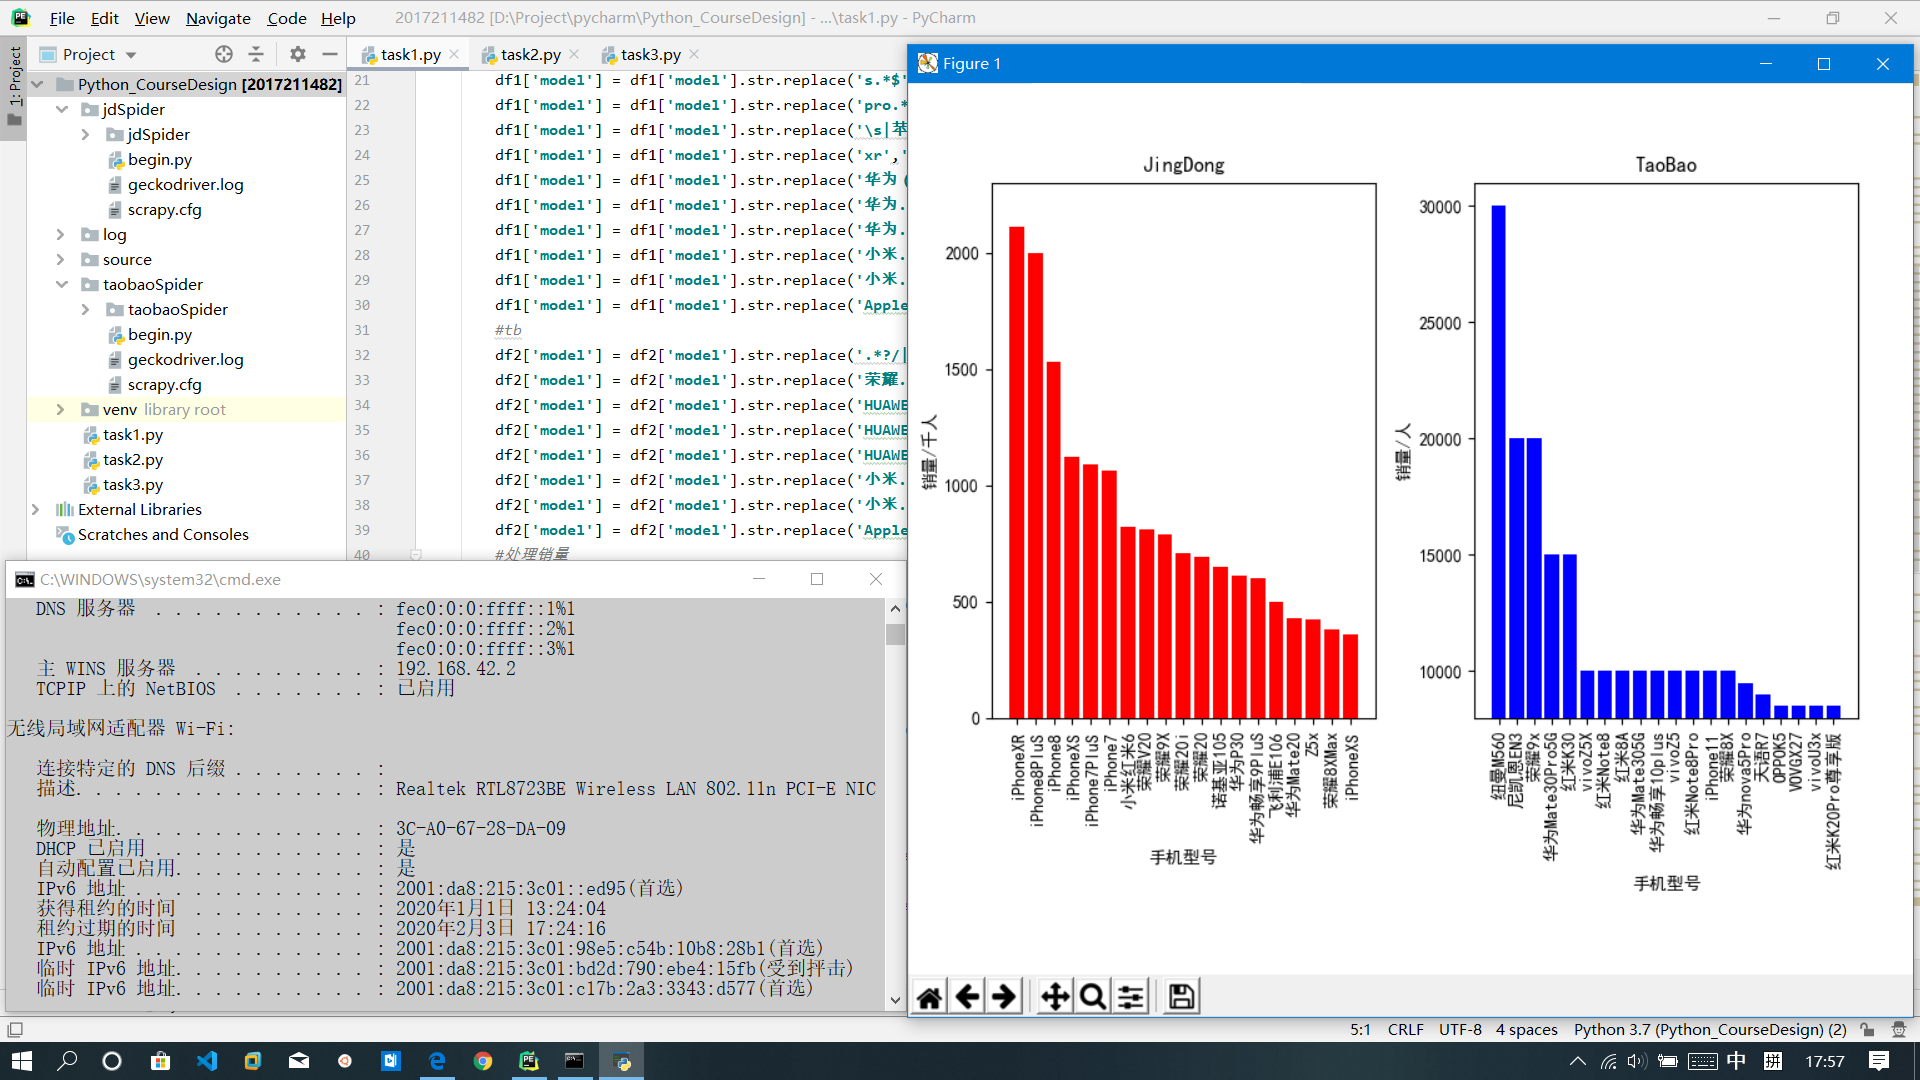 File Edit View Navigate Code Help
2017211482 [D:\Project\pycharm\Python_CourseDesign] - ...\task1.py - PyCharm
1: Project
Project
Python_CourseDesign [2017211482]
jdSpider
jdSpider
begin.py
geckodriver.log
scrapy.cfg
log
source
taobaoSpider
taobaoSpider
begin.py
geckodriver.log
scrapy.cfg
venv library root
task1.py
task2.py
task3.py
External Libraries
Scratches and Consoles
task1.py task2.py task3.py
21 df1['model'] = df1['model'].str.replace('s.*$'
22 df1['model'] = df1['model'].str.replace('pro.*
23 df1['model'] = df1['model'].str.replace('\s|苹
24 df1['model'] = df1['model'].str.replace('xr','
25 df1['model'] = df1['model'].str.replace('华为(
26 df1['model'] = df1['model'].str.replace('华为.
27 df1['model'] = df1['model'].str.replace('华为.
28 df1['model'] = df1['model'].str.replace('小米.
29 df1['model'] = df1['model'].str.replace('小米.
30 df1['model'] = df1['model'].str.replace('Apple
31 #tb
32 df2['model'] = df2['model'].str.replace('.*?/|
33 df2['model'] = df2['model'].str.replace('荣耀.
34 df2['model'] = df2['model'].str.replace('HUAWE
35 df2['model'] = df2['model'].str.replace('HUAWE
36 df2['model'] = df2['model'].str.replace('HUAWE
37 df2['model'] = df2['model'].str.replace('小米.
38 df2['model'] = df2['model'].str.replace('小米.
39 df2['model'] = df2['model'].str.replace('Apple
40 #处理销量
C:\WINDOWS\system32\cmd.exe
DNS 服务器 . . . . . . . . . . . : fec0:0:0:ffff::1%1
fec0:0:0:ffff::2%1
fec0:0:0:ffff::3%1
主 WINS 服务器 . . . . . . . . . : 192.168.42.2
TCPIP 上的 NetBIOS . . . . . . . : 已启用
无线局域网适配器 Wi-Fi:
连接特定的 DNS 后缀 . . . . . . . :
描述. . . . . . . . . . . . . . . : Realtek RTL8723BE Wireless LAN 802.11n PCI-E NIC
物理地址. . . . . . . . . . . . . : 3C-A0-67-28-DA-09
DHCP 已启用 . . . . . . . . . . . : 是
自动配置已启用. . . . . . . . . . : 是
IPv6 地址 . . . . . . . . . . . . : 2001:da8:215:3c01::ed95(首选)
获得租约的时间 . . . . . . . . . : 2020年1月1日 13:24:04
租约过期的时间 . . . . . . . . . : 2020年2月3日 17:24:16
IPv6 地址 . . . . . . . . . . . . : 2001:da8:215:3c01:98e5:c54b:10b8:28b1(首选)
临时 IPv6 地址. . . . . . . . . . : 2001:da8:215:3c01:bd2d:790:ebe4:15fb(受到抨击)
临时 IPv6 地址. . . . . . . . . . : 2001:da8:215:3c01:c17b:2a3:3343:d577(首选)
Figure 1
JingDong
销量/千人
2000
1500
1000
500
0
iPhoneXR
iPhone8PluS
iPhone8
iPhoneXS
iPhone7PluS
iPhone7
小米红米6
荣耀V20
荣耀9X
荣耀20i
荣耀20
诺基亚105
华为P30
华为畅享9PluS
飞利浦E106
华为Mate20
Z5x
荣耀8XMax
iPhoneXS
手机型号
TaoBao
销量/人
30000
25000
20000
15000
10000
纽曼M560
尼凯恩EN3
荣耀9x
华为Mate30Pro5G
红米K30
vivoZ5X
红米Note8
红米8A
华为Mate305G
华为畅享10plus
vivoZ5
红米Note8Pro
iPhone11
荣耀8X
华为nova5Pro
天语R7
OPPOK5
VOVGX27
vivoU3x
红米K20Pro尊享版
手机型号
5:1 CRLF UTF-8 4 spaces Python 3.7 (Python_CourseDesign) (2)
中 拼 17:57